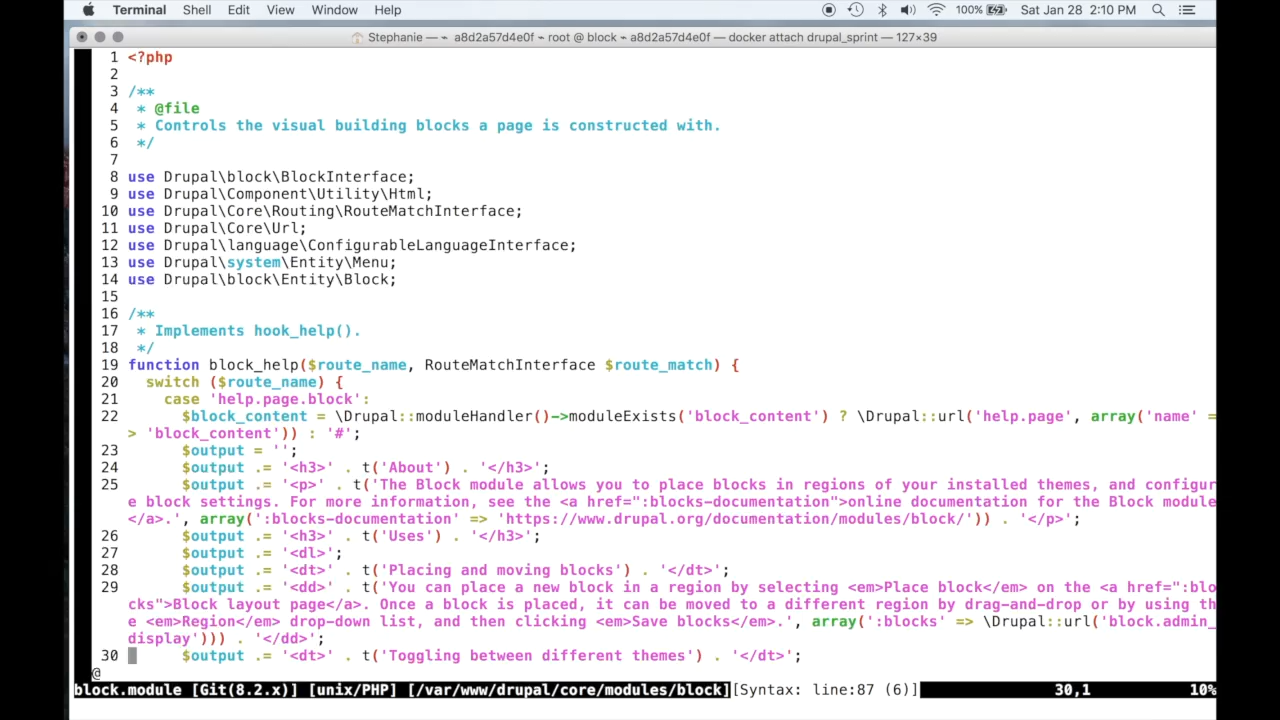 Terminal Shell Edit View Window Help 100% Sat Jan 28 2:10 PM
Stephanie — ⌁ a8d2a57d4e0f ⌁ root @ block ⌁ a8d2a57d4e0f — docker attach drupal_sprint — 127×39
1 <?php
2
3 /**
4  * @file
5  * Controls the visual building blocks a page is constructed with.
6  */
7
8 use Drupal\block\BlockInterface;
9 use Drupal\Component\Utility\Html;
10 use Drupal\Core\Routing\RouteMatchInterface;
11 use Drupal\Core\Url;
12 use Drupal\language\ConfigurableLanguageInterface;
13 use Drupal\system\Entity\Menu;
14 use Drupal\block\Entity\Block;
15
16 /**
17  * Implements hook_help().
18  */
19 function block_help($route_name, RouteMatchInterface $route_match) {
20   switch ($route_name) {
21     case 'help.page.block':
22       $block_content = \Drupal::moduleHandler()->moduleExists('block_content') ? \Drupal::url('help.page', array('name' =
> 'block_content')) : '#';
23       $output = '';
24       $output .= '<h3>' . t('About') . '</h3>';
25       $output .= '<p>' . t('The Block module allows you to place blocks in regions of your installed themes, and configur
e block settings. For more information, see the <a href=":blocks-documentation">online documentation for the Block module
</a>.', array(':blocks-documentation' => 'https://www.drupal.org/documentation/modules/block/')) . '</p>';
26       $output .= '<h3>' . t('Uses') . '</h3>';
27       $output .= '<dl>';
28       $output .= '<dt>' . t('Placing and moving blocks') . '</dt>';
29       $output .= '<dd>' . t('You can place a new block in a region by selecting <em>Place block</em> on the <a href=":blo
cks">Block layout page</a>. Once a block is placed, it can be moved to a different region by drag-and-drop or by using th
e <em>Region</em> drop-down list, and then clicking <em>Save blocks</em>.', array(':blocks' => \Drupal::url('block.admin_
display'))) . '</dd>';
30       $output .= '<dt>' . t('Toggling between different themes') . '</dt>';
@
block.module [Git(8.2.x)] [unix/PHP] [/var/www/drupal/core/modules/block][Syntax: line:87 (6)] 30,1 10%